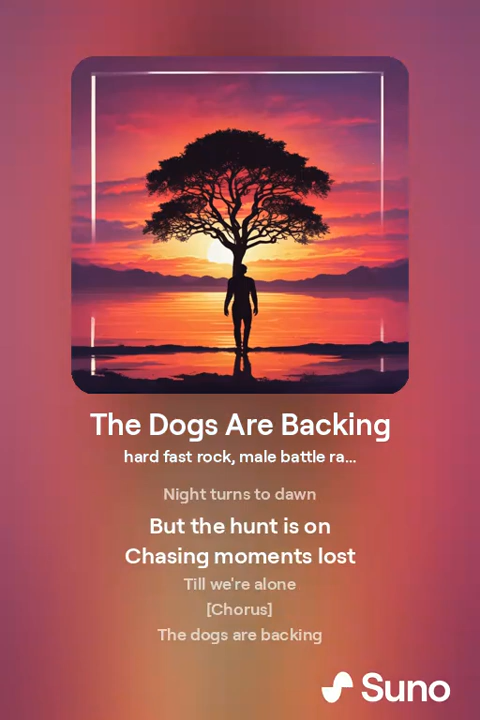 The Dogs Are Backing
hard fast rock, male battle ra...
Night turns to dawn
But the hunt is on
Chasing moments lost
Till we're alone
[Chorus]
The dogs are backing
Suno